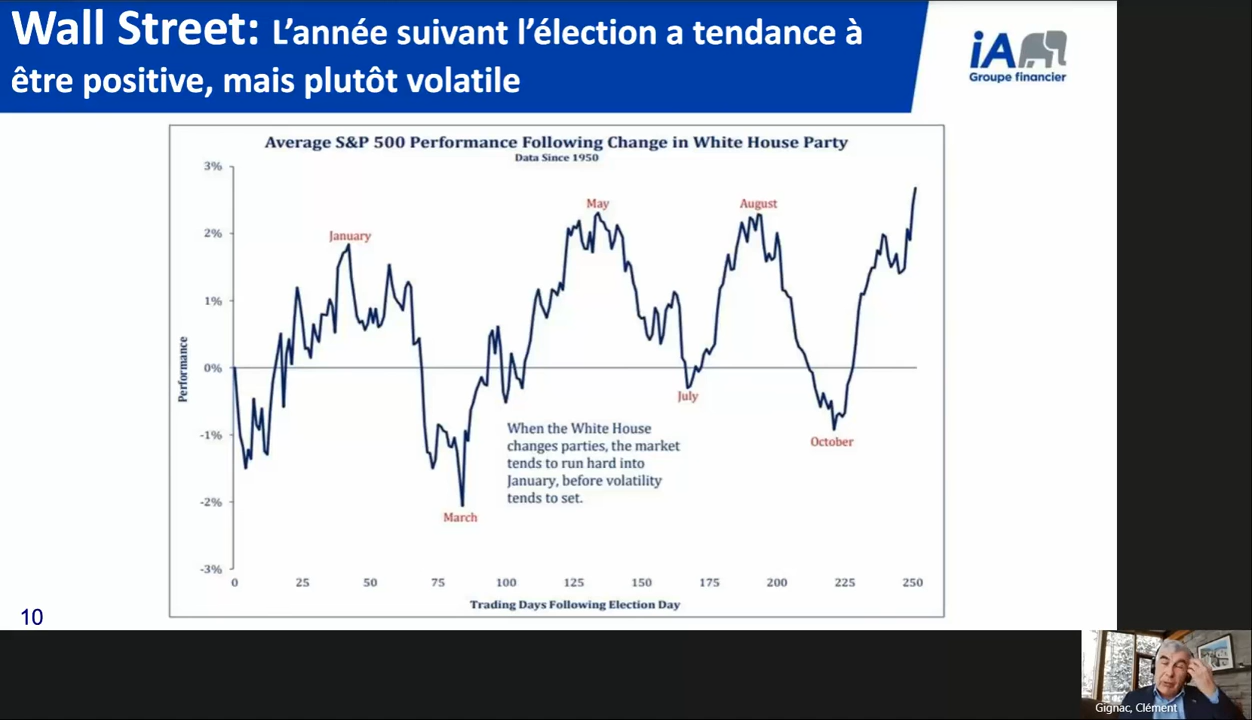 Wall Street: L’année suivant l’élection a tendance à
être positive, mais plutôt volatile
iA
Groupe financier
Average S&P 500 Performance Following Change in White House Party
Data Since 1950
3%
2%
1%
0%
-1%
-2%
-3%
Performance
January
March
May
July
August
October
When the White House
changes parties, the market
tends to run hard into
January, before volatility
tends to set.
0 25 50 75 100 125 150 175 200 225 250
Trading Days Following Election Day
10
Gignac, Clément